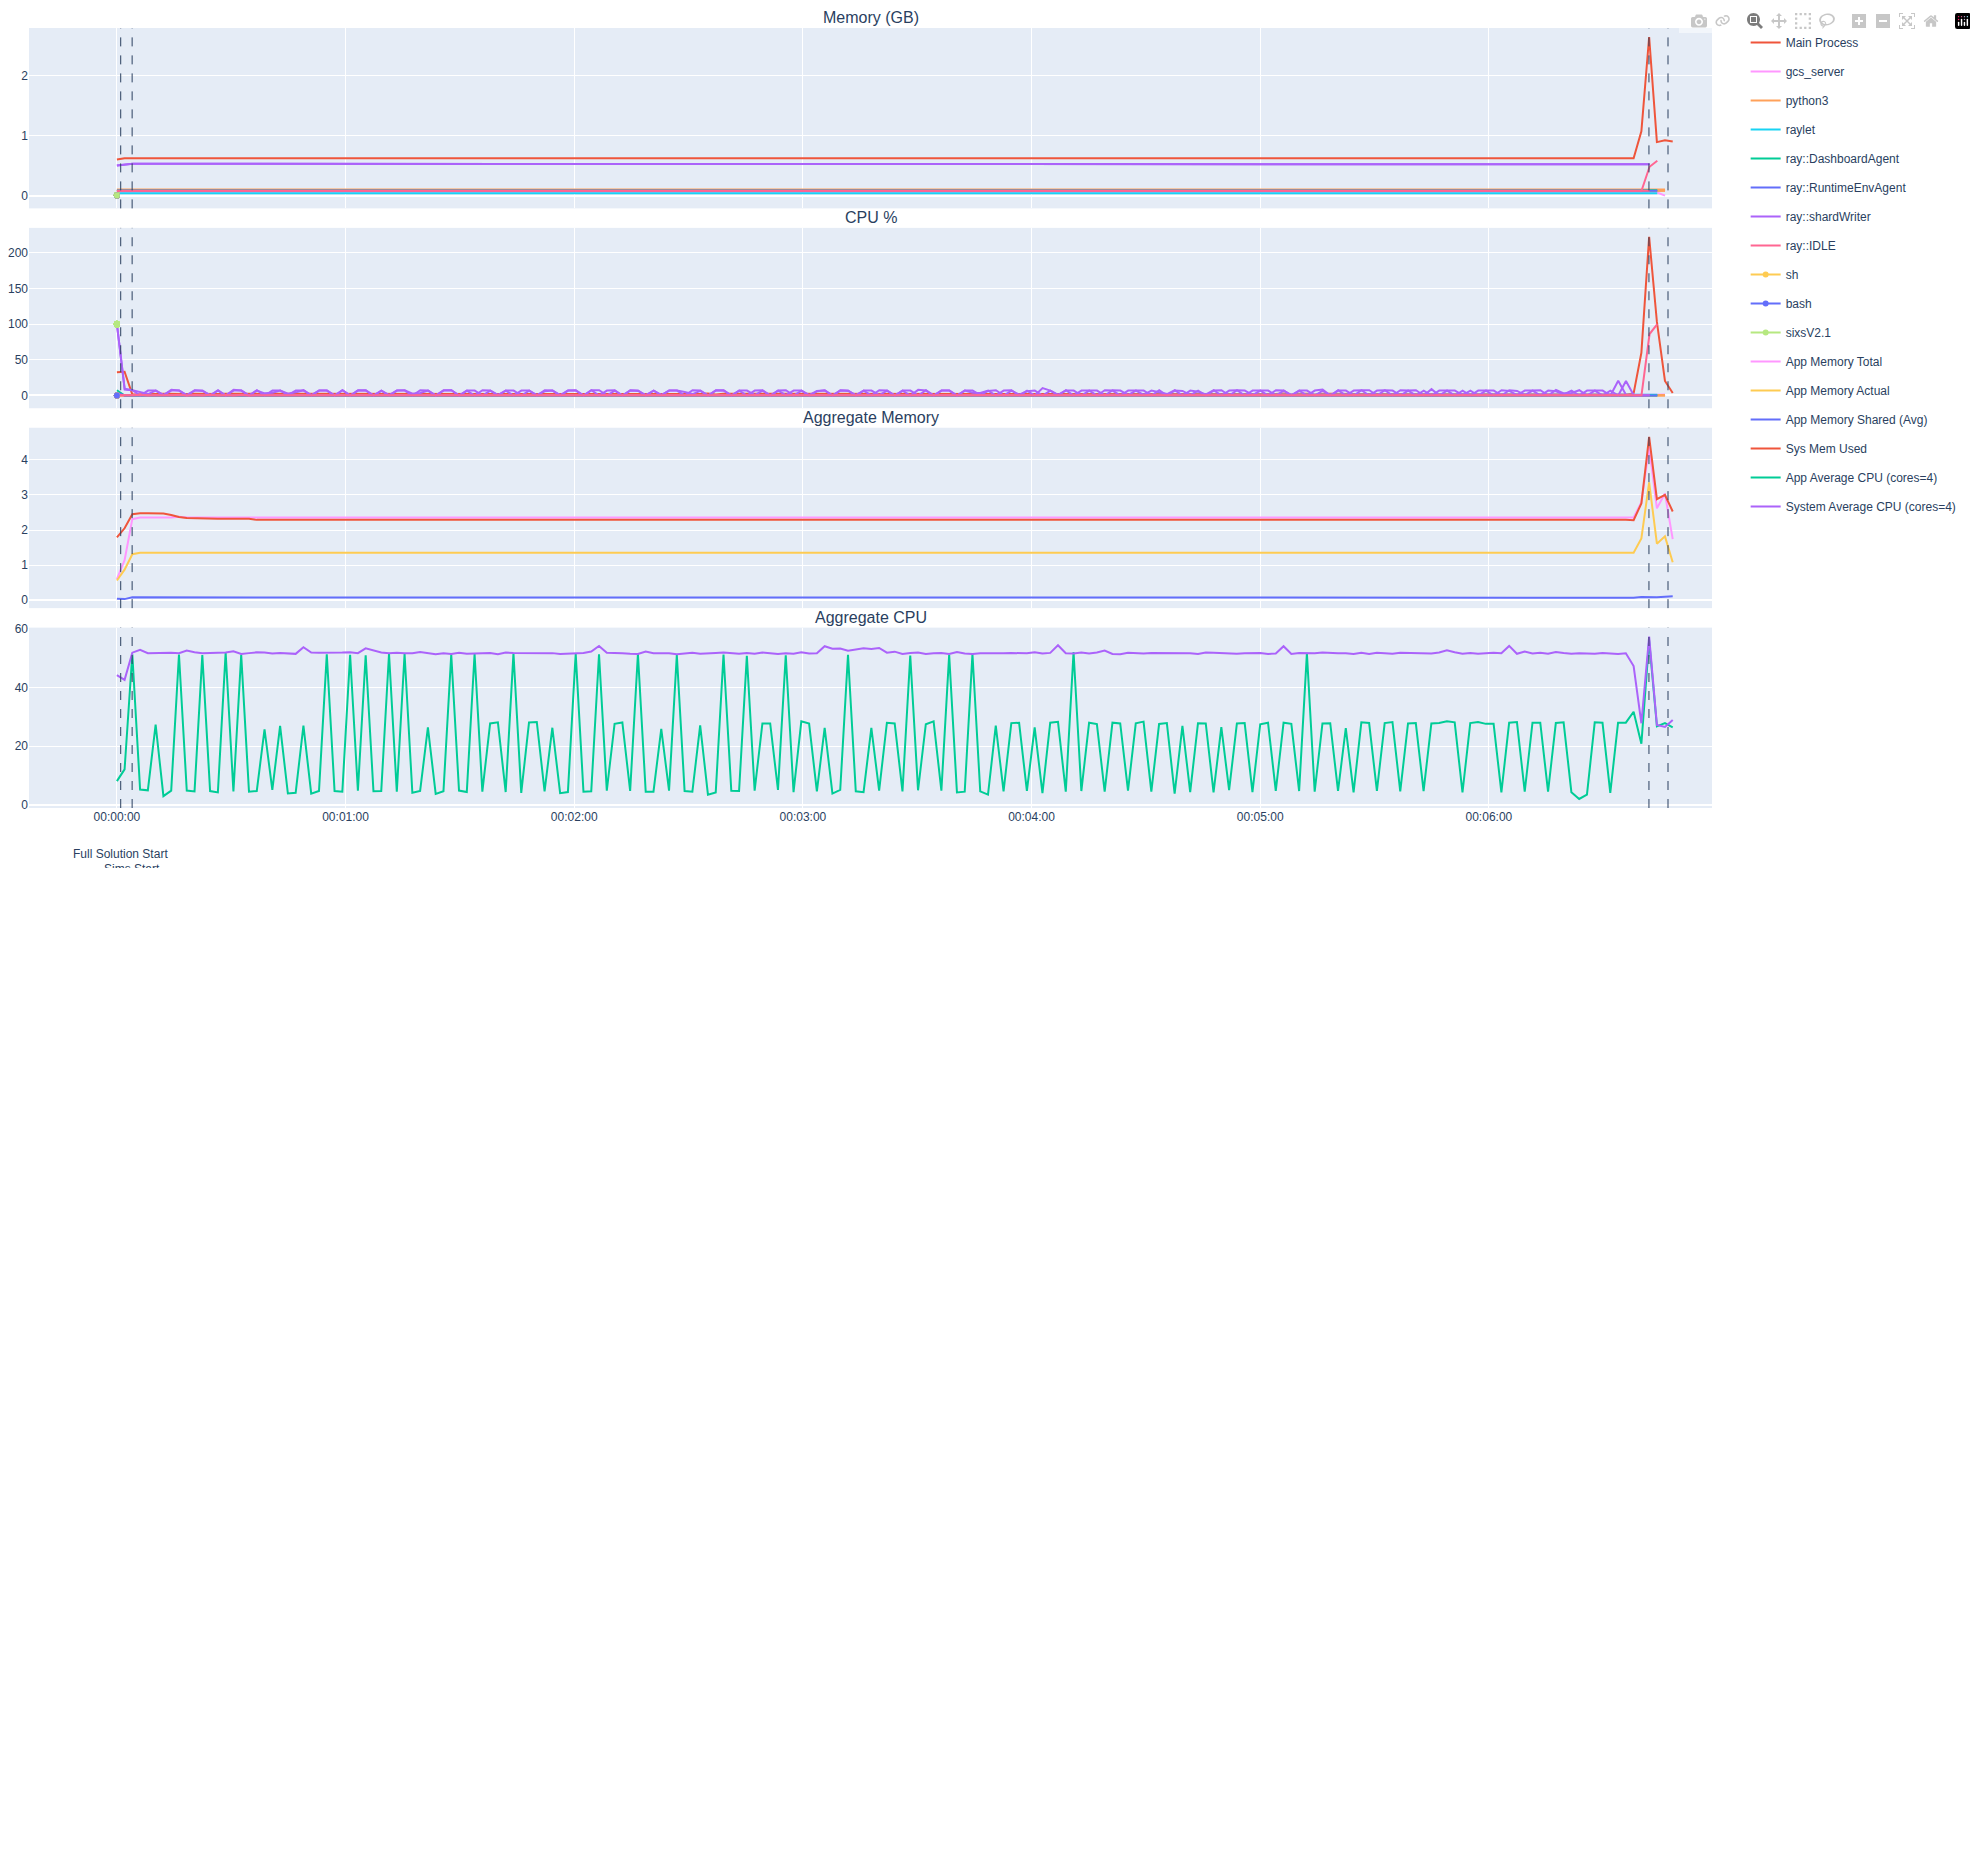 Memory (GB)
2
1
0
CPU %
200
150
100
50
0
Aggregate Memory
4
3
2
1
0
Aggregate CPU
60
40
20
0
00:00:00
00:01:00
00:02:00
00:03:00
00:04:00
00:05:00
00:06:00
Full Solution Start
Sims Start
Main Process
gcs_server
python3
raylet
ray::DashboardAgent
ray::RuntimeEnvAgent
ray::shardWriter
ray::IDLE
sh
bash
sixsV2.1
App Memory Total
App Memory Actual
App Memory Shared (Avg)
Sys Mem Used
App Average CPU (cores=4)
System Average CPU (cores=4)